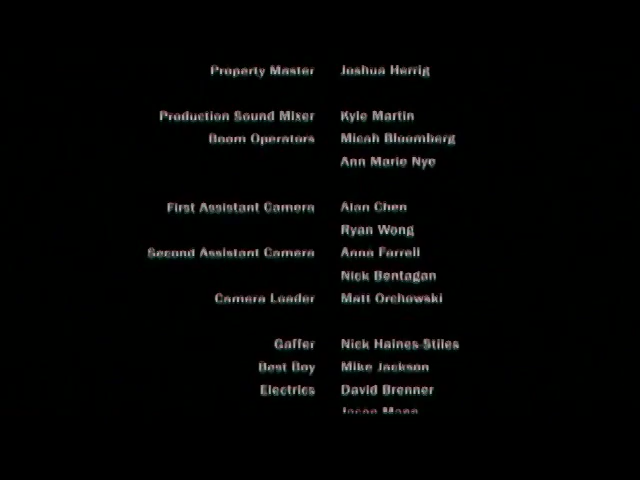 Property Master Joshua Herrig
Production Sound Mixer Kyle Martin
Boom Operators Micah Bloomberg
Ann Marie Nye
First Assistant Camera Alan Chen
Ryan Wong
Second Assistant Camera Anna Farrell
Nick Bentagan
Camera Loader Matt Orchowski
Gaffer Nick Haines-Stiles
Best Boy Mike Jackson
Electrics David Brenner
Jason